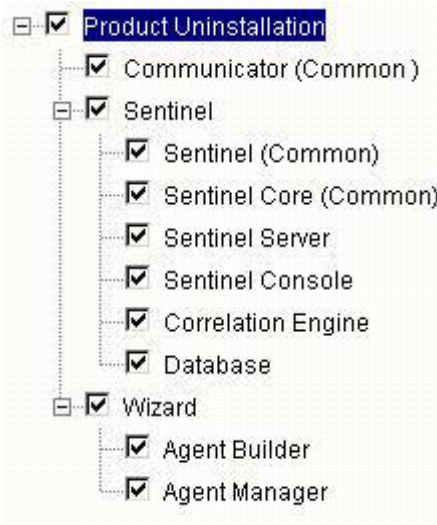 Product Uninstallation
Communicator (Common )
Sentinel
Sentinel (Common)
Sentinel Core (Common)
Sentinel Server
Sentinel Console
Correlation Engine
Database
Wizard
Agent Builder
Agent Manager